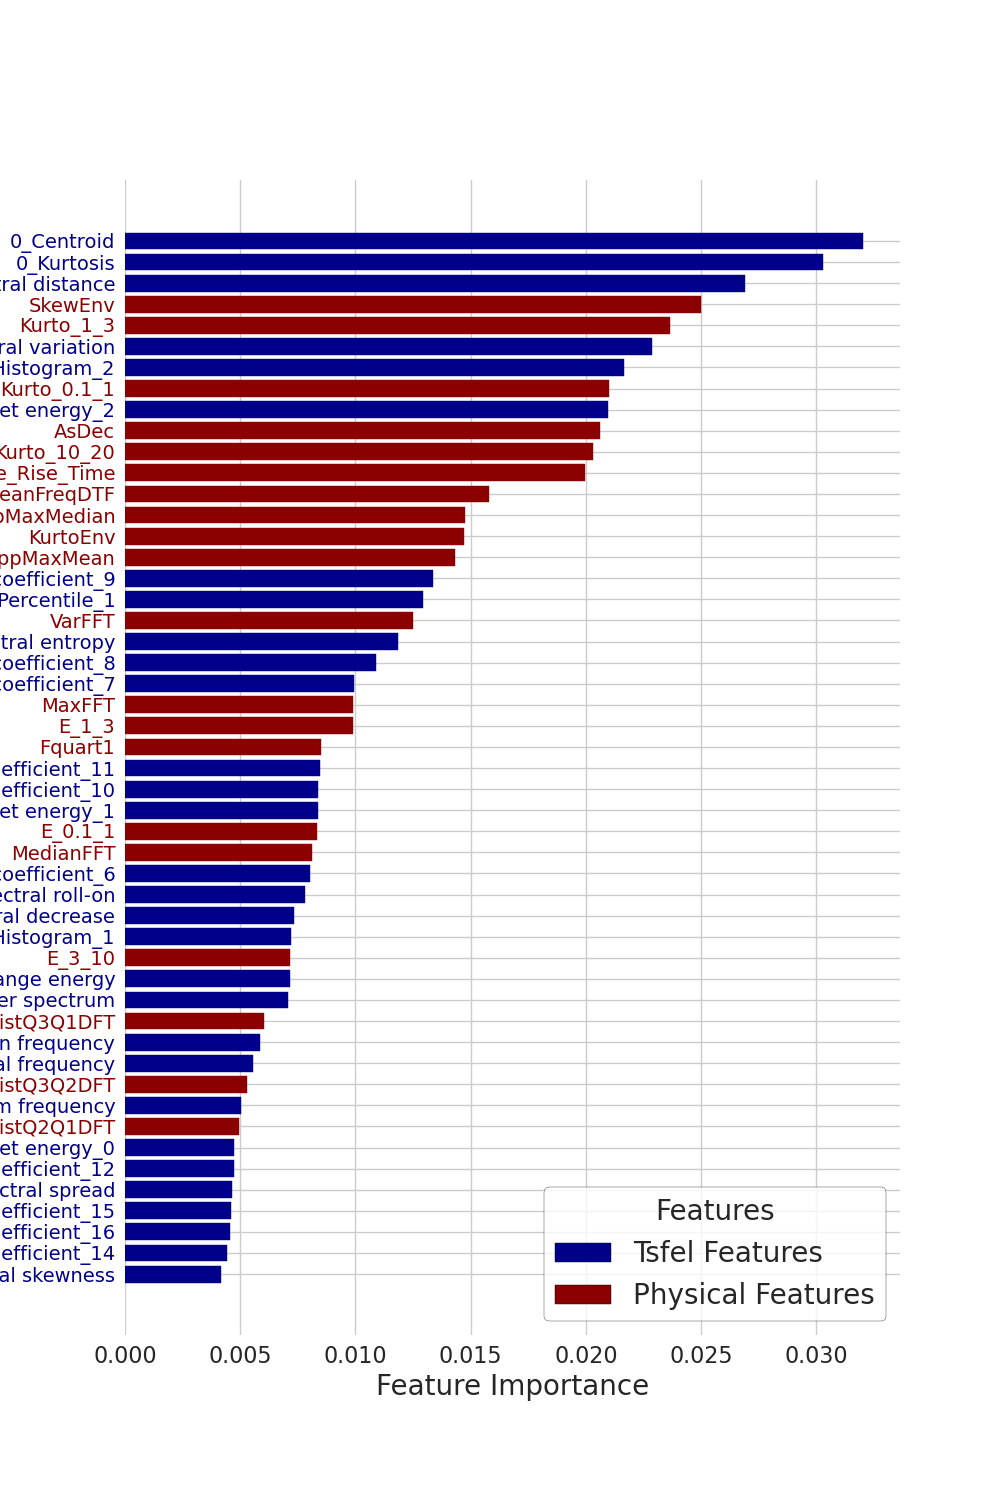 0_Centroid
0_Kurtosis
tral distance
SkewEnv
Kurto_1_3
ral variation
Histogram_2
Kurto_0.1_1
et energy_2
AsDec
Kurto_10_20
e_Rise_Time
eanFreqDTF
oMaxMedian
KurtoEnv
ppMaxMean
coefficient_9
Percentile_1
VarFFT
tral entropy
coefficient_8
coefficient_7
MaxFFT
E_1_3
Fquart1
efficient_11
efficient_10
et energy_1
E_0.1_1
MedianFFT
coefficient_6
ectral roll-on
ral decrease
Histogram_1
E_3_10
ange energy
er spectrum
istQ3Q1DFT
n frequency
al frequency
istQ3Q2DFT
m frequency
istQ2Q1DFT
et energy_0
efficient_12
ctral spread
efficient_15
efficient_16
efficient_14
al skewness
Features
Tsfel Features
Physical Features
0.000 0.005 0.010 0.015 0.020 0.025 0.030
Feature Importance